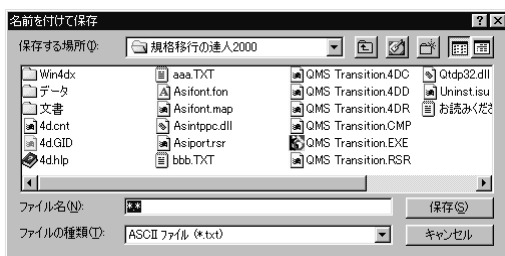 名前を付けて保存
保存する場所(I):
規格移行の達人2000
Win4dx
データ
文書
4d.cnt
4d.GID
4d.hlp
aaa.TXT
Asifont.fon
Asifont.map
Asintppc.dll
Asiport.rsr
bbb.TXT
QMS Transition.4DC
QMS Transition.4DD
QMS Transition.4DR
QMS Transition.CMP
QMS Transition.EXE
QMS Transition.RSR
Qtdp32.dll
Uninst.isu
お読みくださ
ファイル名(N):
*.*
保存(S)
ファイルの種類(T):
ASCII ファイル (*.txt)
キャンセル